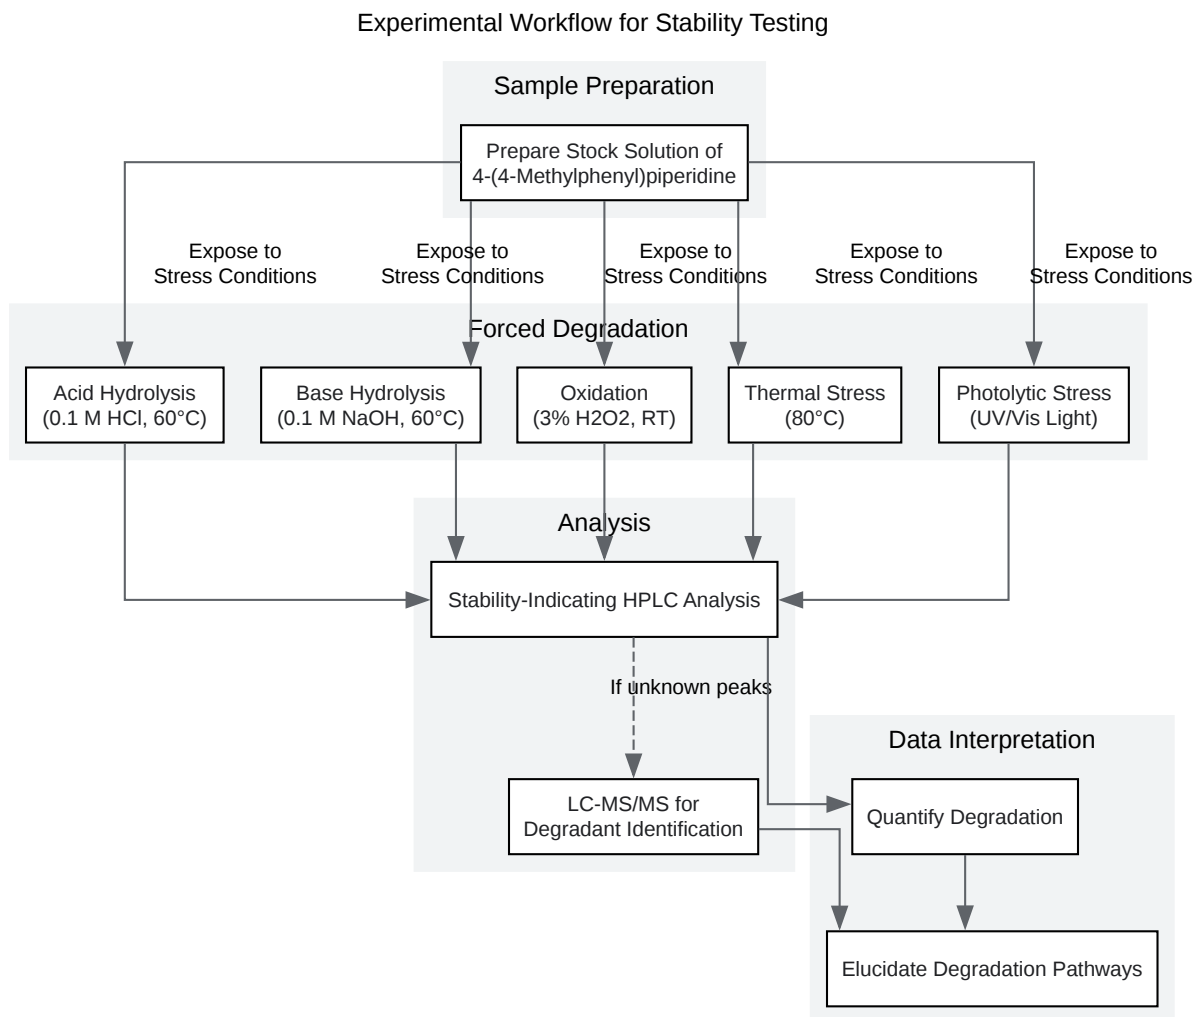 Experimental Workflow for Stability Testing
Sample Preparation
Prepare Stock Solution of
4-(4-Methylphenyl)piperidine
Expose to
Stress Conditions
Expose to
Stress Conditions
Expose to
Stress Conditions
Expose to
Stress Conditions
Expose to
Stress Conditions
Forced Degradation
Acid Hydrolysis
(0.1 M HCl, 60°C)
Base Hydrolysis
(0.1 M NaOH, 60°C)
Oxidation
(3% H2O2, RT)
Thermal Stress
(80°C)
Photolytic Stress
(UV/Vis Light)
Analysis
Stability-Indicating HPLC Analysis
If unknown peaks
LC-MS/MS for
Degradant Identification
Data Interpretation
Quantify Degradation
Elucidate Degradation Pathways